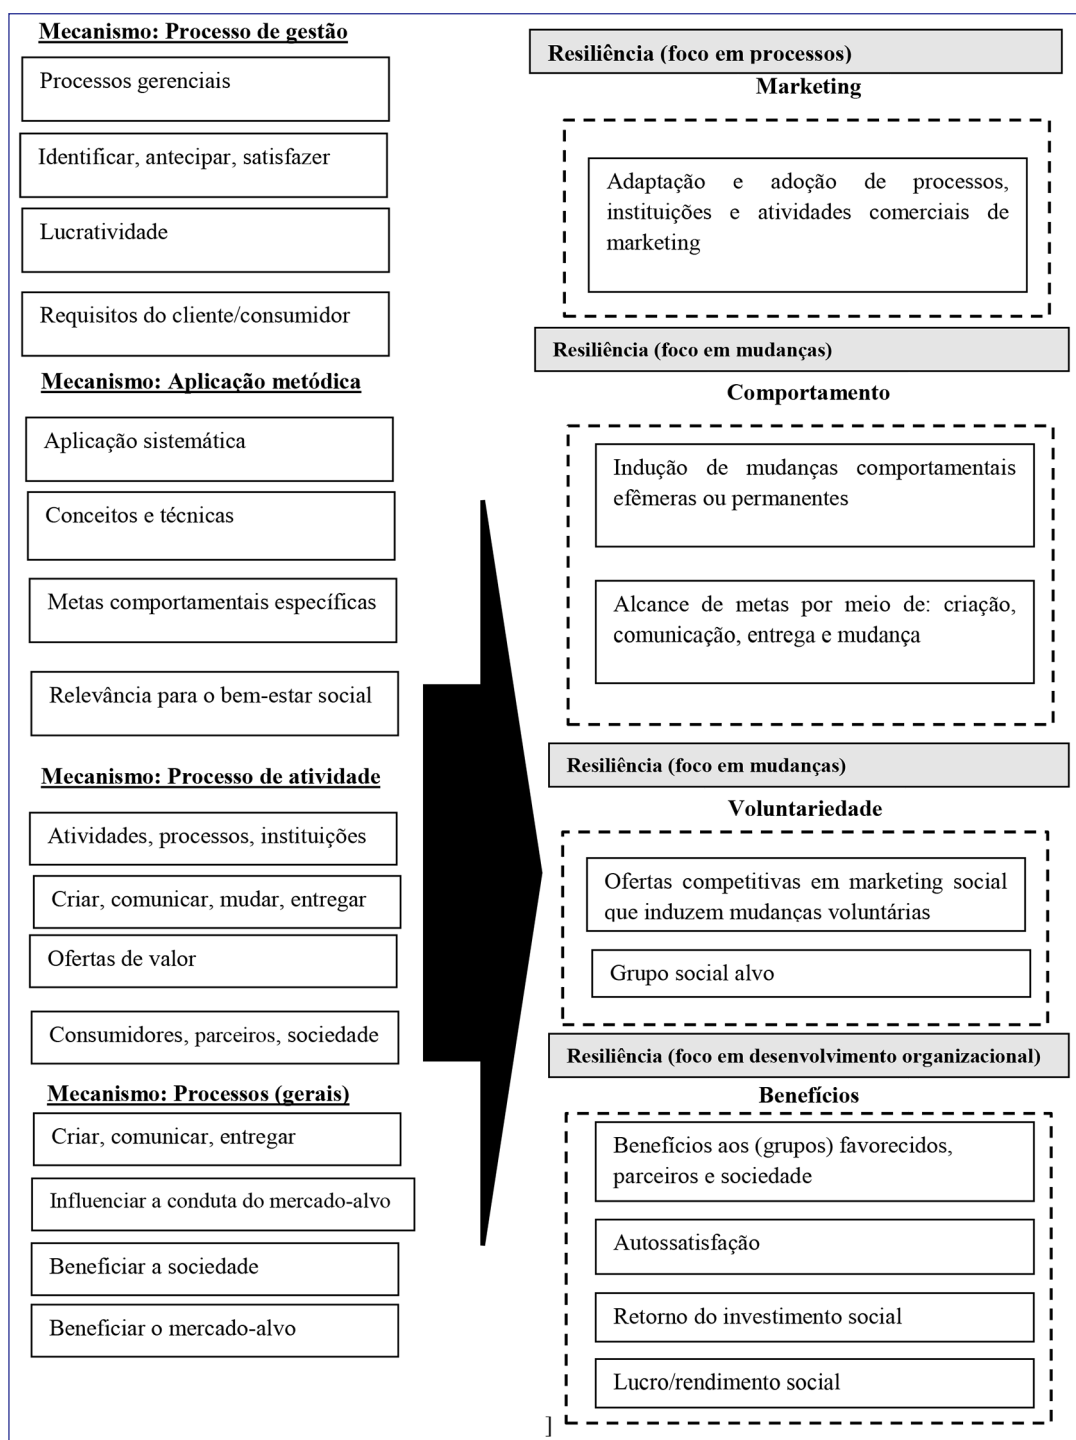 Mecanismo: Processo de gestão
Processos gerenciais
Identificar, antecipar, satisfazer
Lucratividade
Requisitos do cliente/consumidor
Mecanismo: Aplicação metódica
Aplicação sistemática
Conceitos e técnicas
Metas comportamentais específicas
Relevância para o bem-estar social
Mecanismo: Processo de atividade
Atividades, processos, instituições
Criar, comunicar, mudar, entregar
Ofertas de valor
Consumidores, parceiros, sociedade
Mecanismo: Processos (gerais)
Criar, comunicar, entregar
Influenciar a conduta do mercado-alvo
Beneficiar a sociedade
Beneficiar o mercado-alvo
Resiliência (foco em processos)
Marketing
Adaptação e adoção de processos,
instituições e atividades comerciais de
marketing
Resiliência (foco em mudanças)
Comportamento
Indução de mudanças comportamentais
efêmeras ou permanentes
Alcance de metas por meio de: criação,
comunicação, entrega e mudança
Resiliência (foco em mudanças)
Voluntariedade
Ofertas competitivas em marketing social
que induzem mudanças voluntárias
Grupo social alvo
Resiliência (foco em desenvolvimento organizacional)
Benefícios
Benefícios aos (grupos) favorecidos,
parceiros e sociedade
Autossatisfação
Retorno do investimento social
Lucro/rendimento social
]